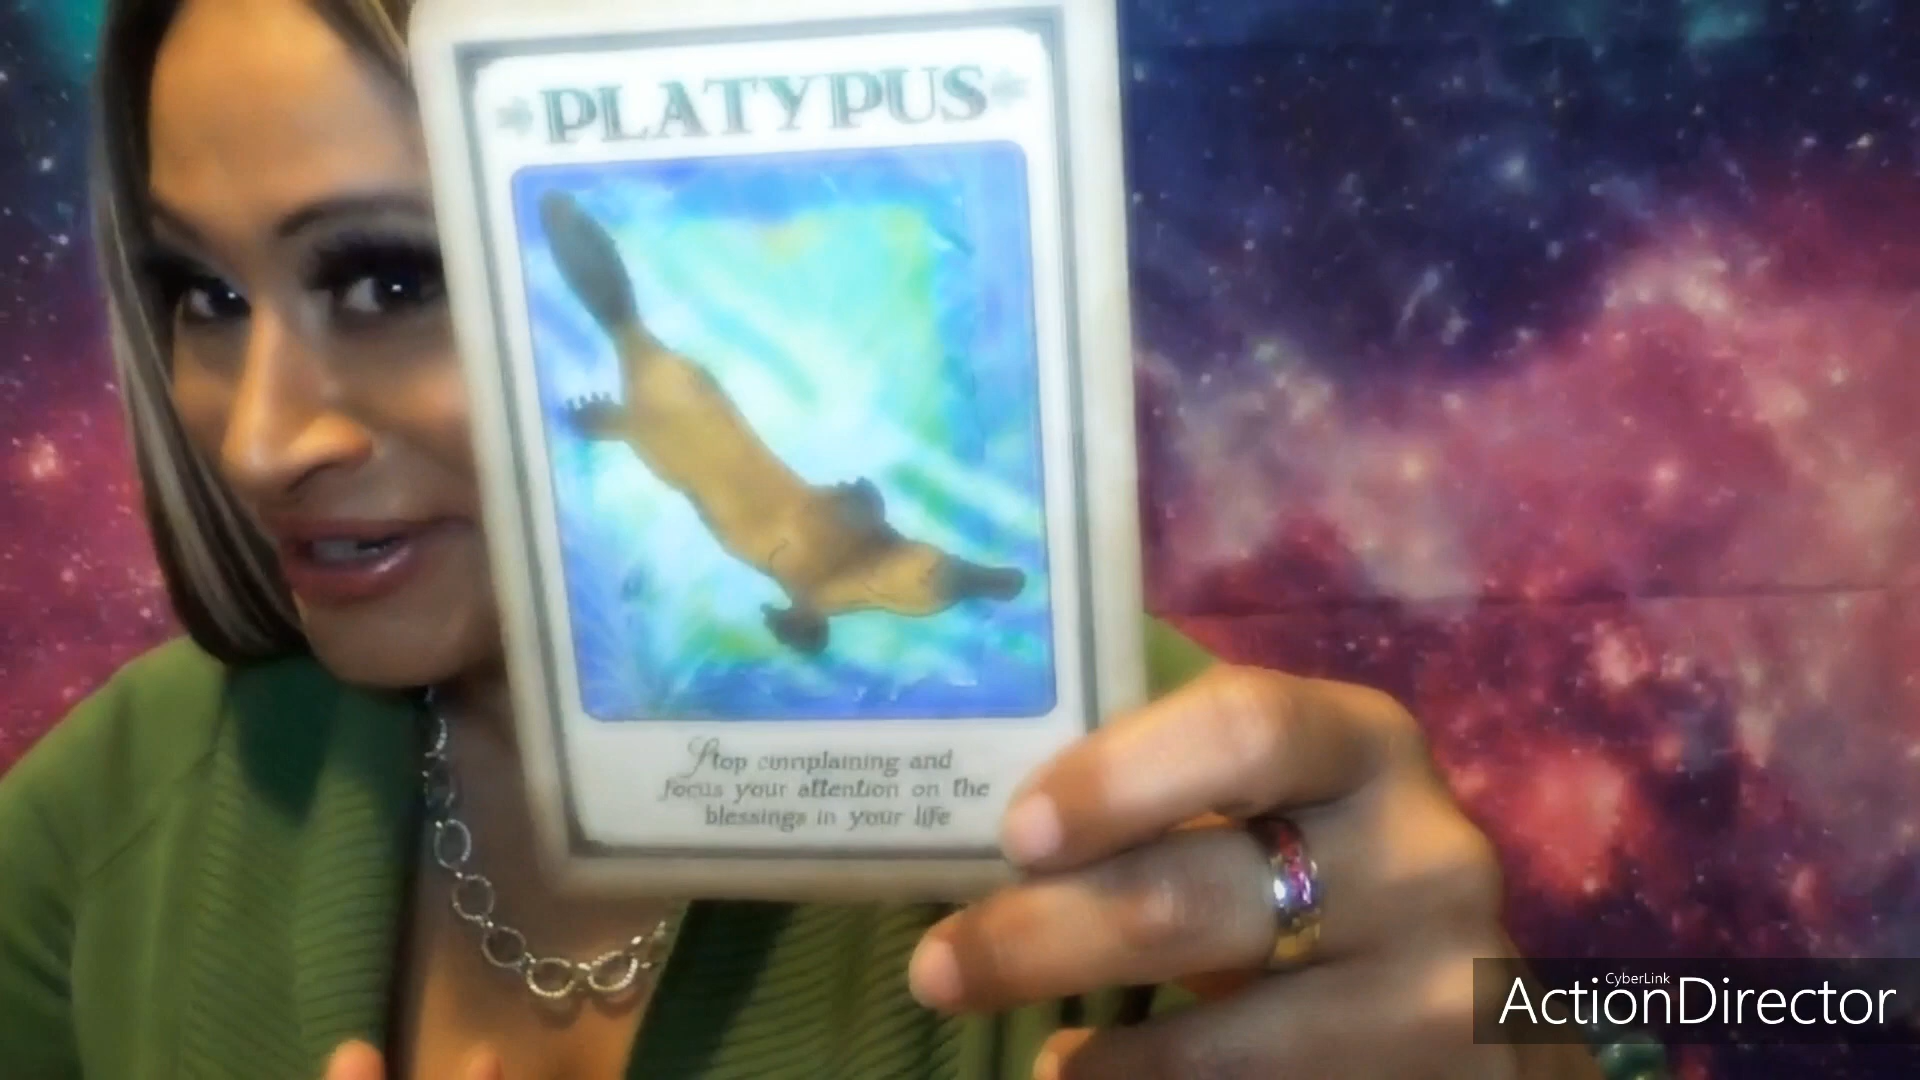 PLATYPUS
Stop complaining and
focus your attention on the
blessings in your life
CyberLink
ActionDirector